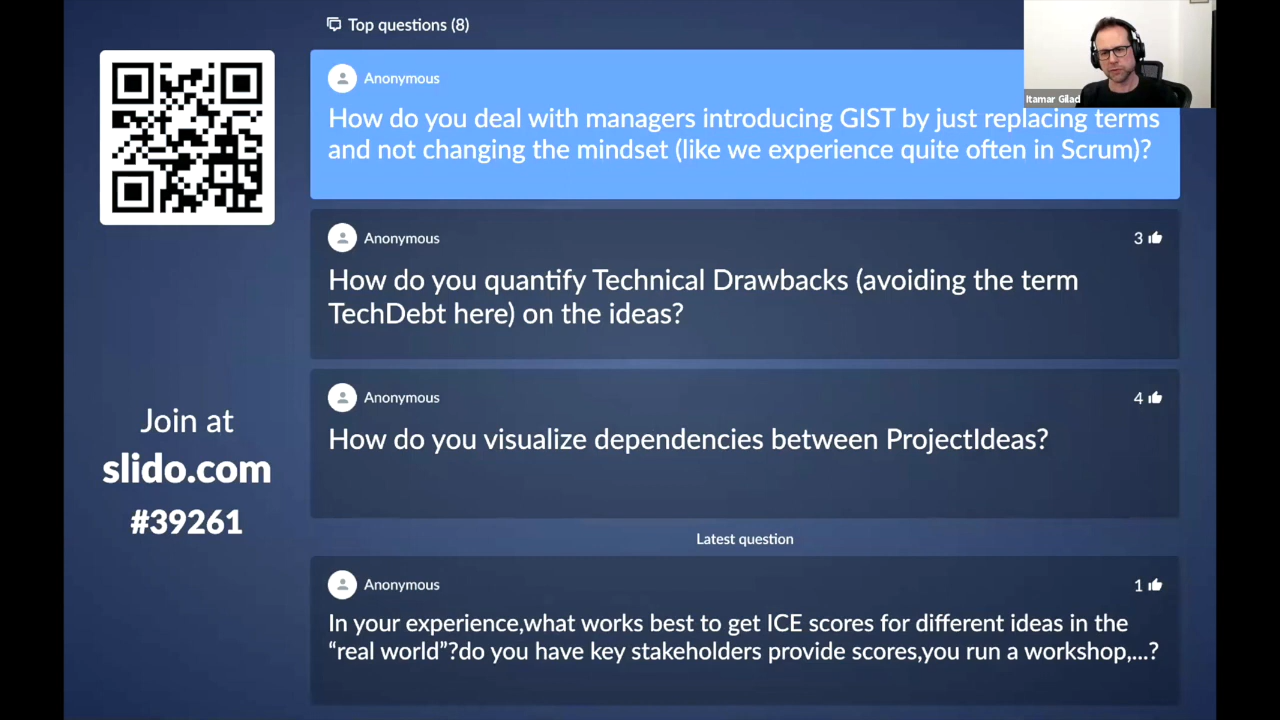 Top questions (8)
Itamar Gilad
Anonymous
How do you deal with managers introducing GIST by just replacing terms
and not changing the mindset (like we experience quite often in Scrum)?
Anonymous
3
How do you quantify Technical Drawbacks (avoiding the term
TechDebt here) on the ideas?
Anonymous
4
How do you visualize dependencies between ProjectIdeas?
Join at
slido.com
#39261
Latest question
Anonymous
1
In your experience,what works best to get ICE scores for different ideas in the
“real world”?do you have key stakeholders provide scores,you run a workshop,...?